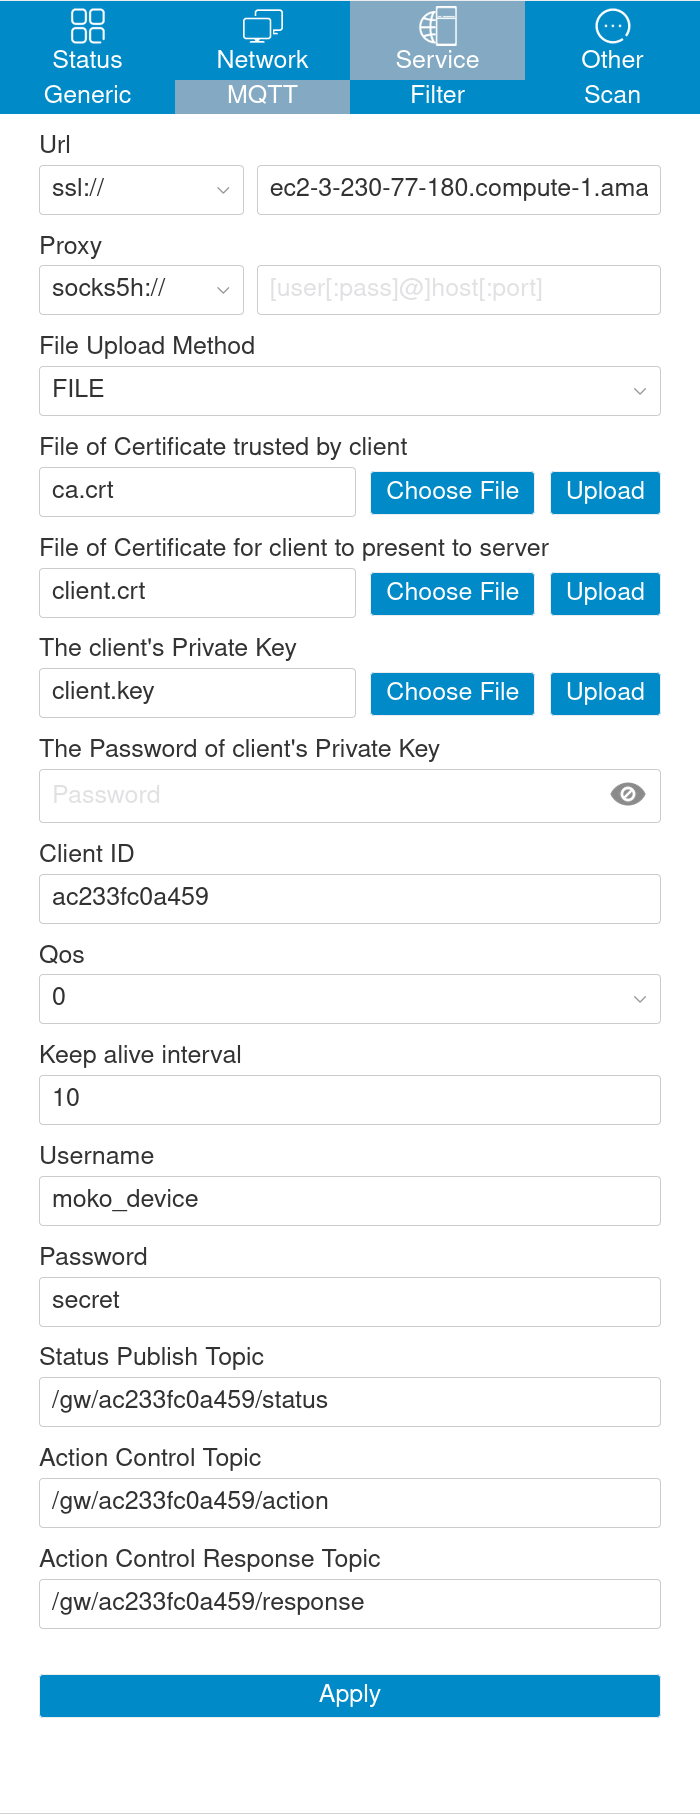 Status Network Service Other
Generic MQTT Filter Scan
Url
ssl:// ec2-3-230-77-180.compute-1.ama
Proxy
socks5h:// [user[:pass]@]host[:port]
File Upload Method
FILE
File of Certificate trusted by client
ca.crt Choose File Upload
File of Certificate for client to present to server
client.crt Choose File Upload
The client's Private Key
client.key Choose File Upload
The Password of client's Private Key
Password
Client ID
ac233fc0a459
Qos
0
Keep alive interval
10
Username
moko_device
Password
secret
Status Publish Topic
/gw/ac233fc0a459/status
Action Control Topic
/gw/ac233fc0a459/action
Action Control Response Topic
/gw/ac233fc0a459/response
Apply